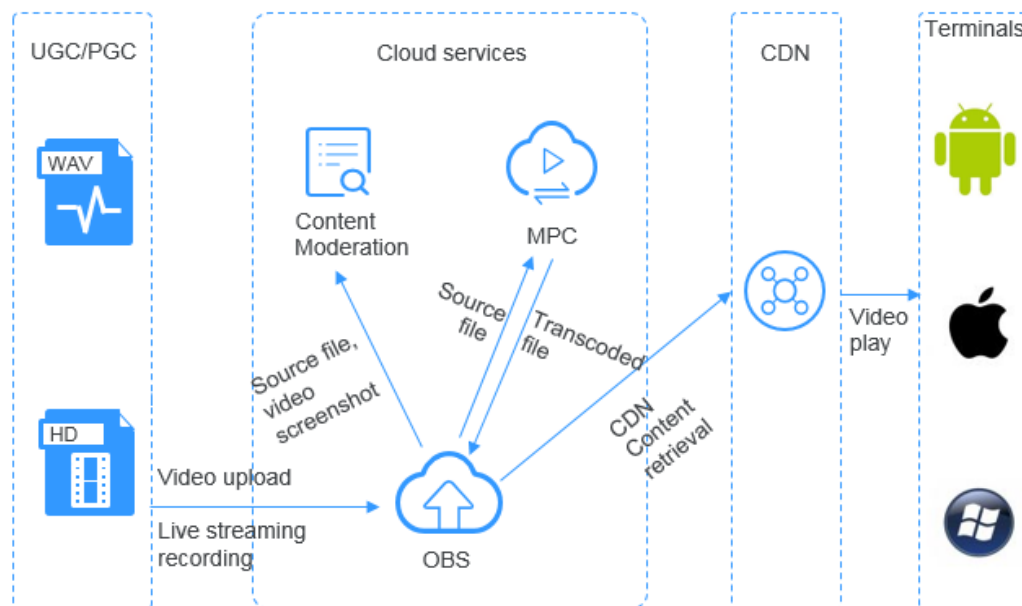 UGC/PGC
Cloud services
CDN
Terminals
WAV
Content
Moderation
MPC
Source
file
Transcoded
file
Source file,
video
screenshot
Video
play
CDN
Content
retrieval
HD
Video upload
Live streaming
recording
OBS